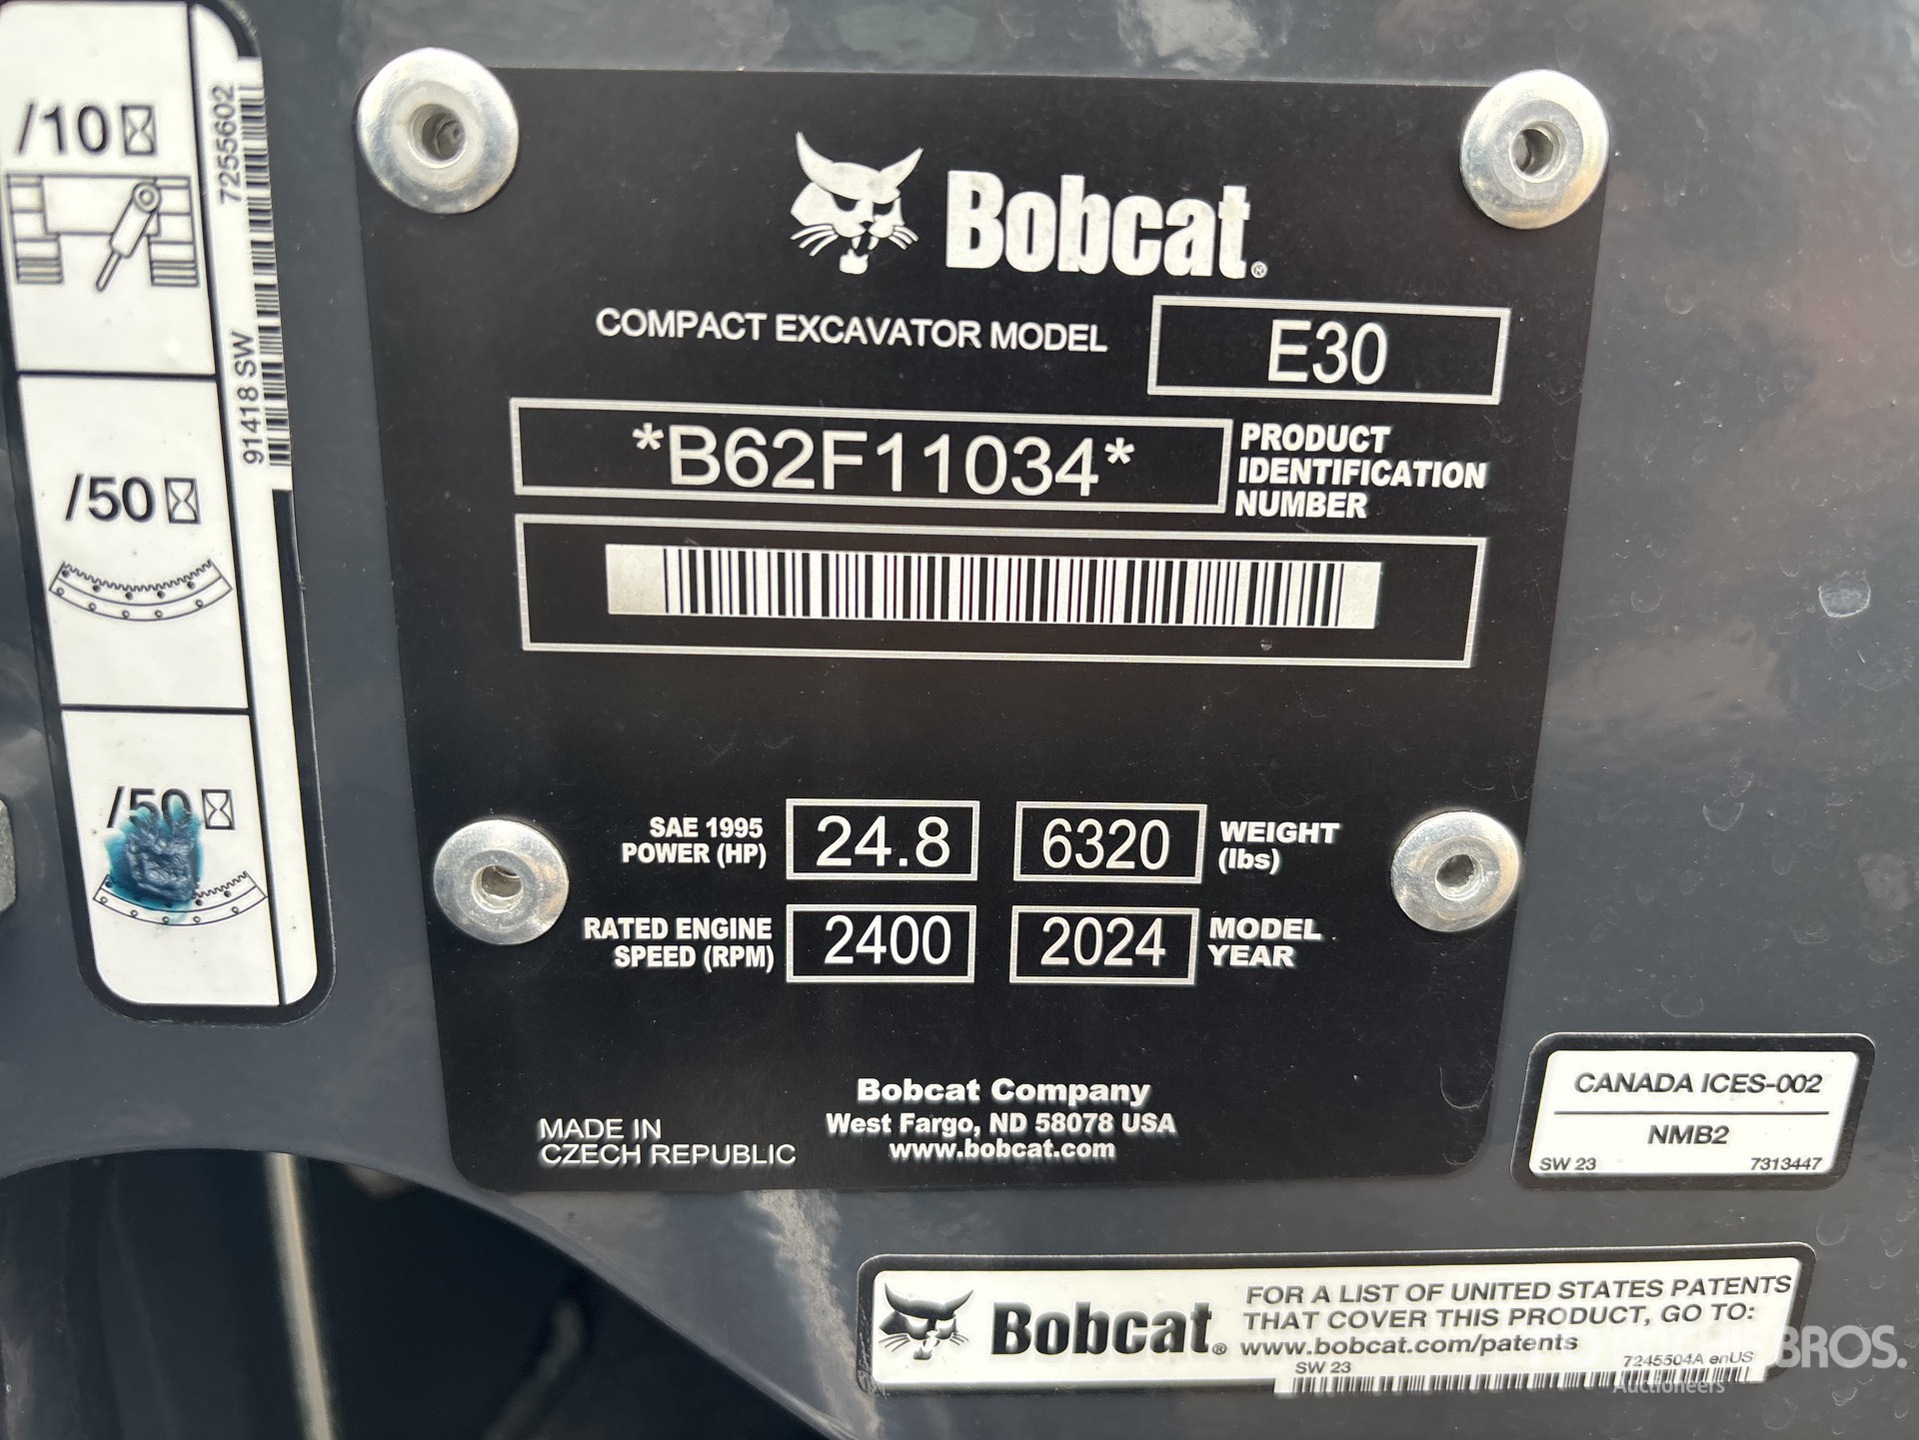 /10
7255602
91418 SW
/50
/50
Bobcat®
COMPACT EXCAVATOR MODEL E30
*B62F11034* PRODUCT
IDENTIFICATION
NUMBER
SAE 1995
POWER (HP) 24.8
6320 WEIGHT
(lbs)
RATED ENGINE
SPEED (RPM) 2400
2024 MODEL
YEAR
Bobcat Company
West Fargo, ND 58078 USA
www.bobcat.com
MADE IN
CZECH REPUBLIC
CANADA ICES-002
NMB2
SW 23 7313447
Bobcat®
FOR A LIST OF UNITED STATES PATENTS
THAT COVER THIS PRODUCT, GO TO:
www.bobcat.com/patents
SW 23 7245504A enUS
BROS.
Auctioneers